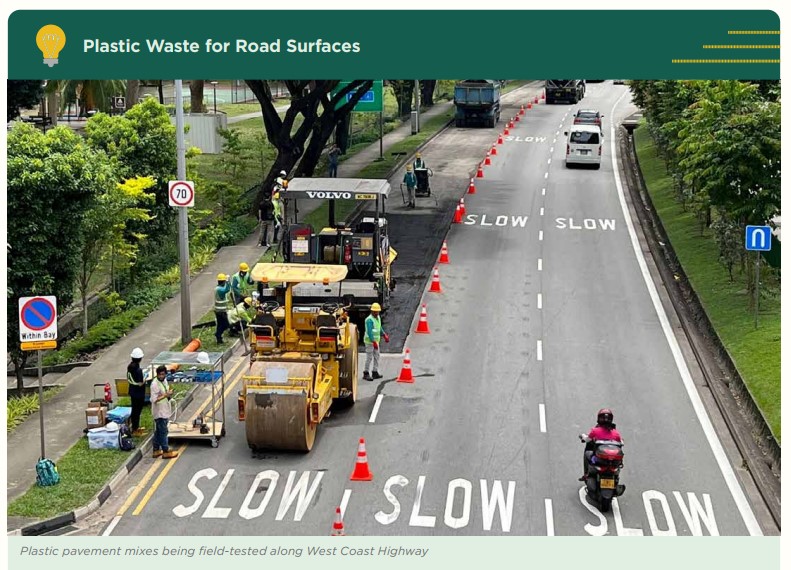 Plastic Waste for Road Surfaces
SLOW
VOLVO
70
SLOW SLOW
Within Bay
SLOW SLOW SLOW
Plastic pavement mixes being field-tested along West Coast Highway